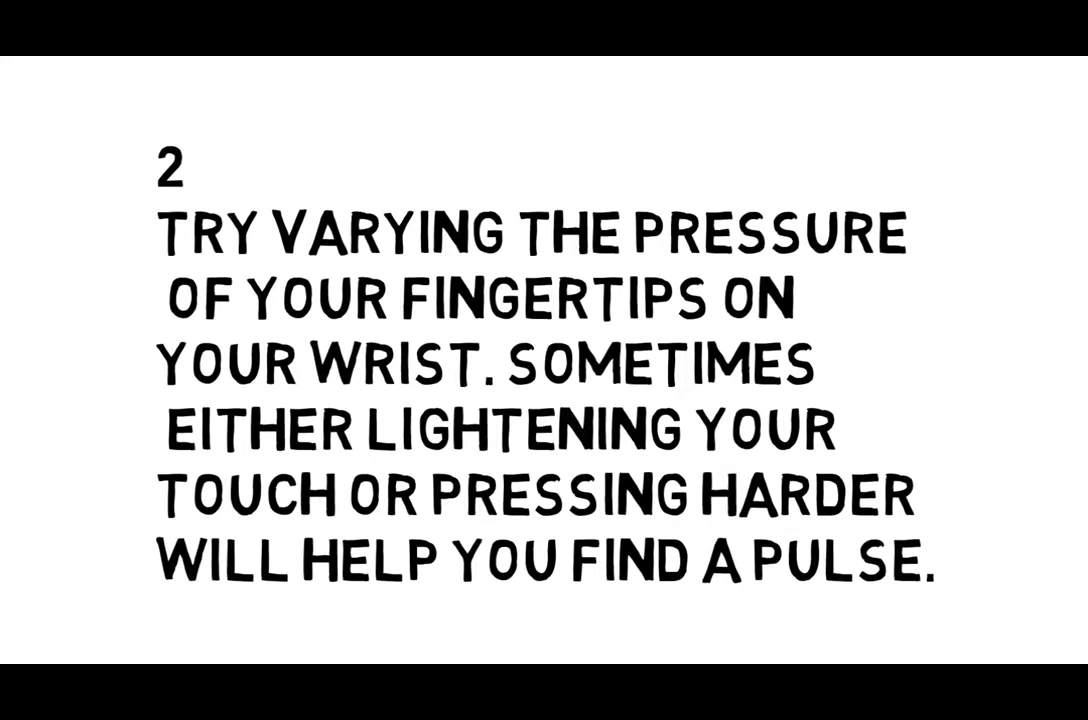 2
TRY VARYING THE PRESSURE
OF YOUR FINGERTIPS ON
YOUR WRIST. SOMETIMES
EITHER LIGHTENING YOUR
TOUCH OR PRESSING HARDER
WILL HELP YOU FIND A PULSE.